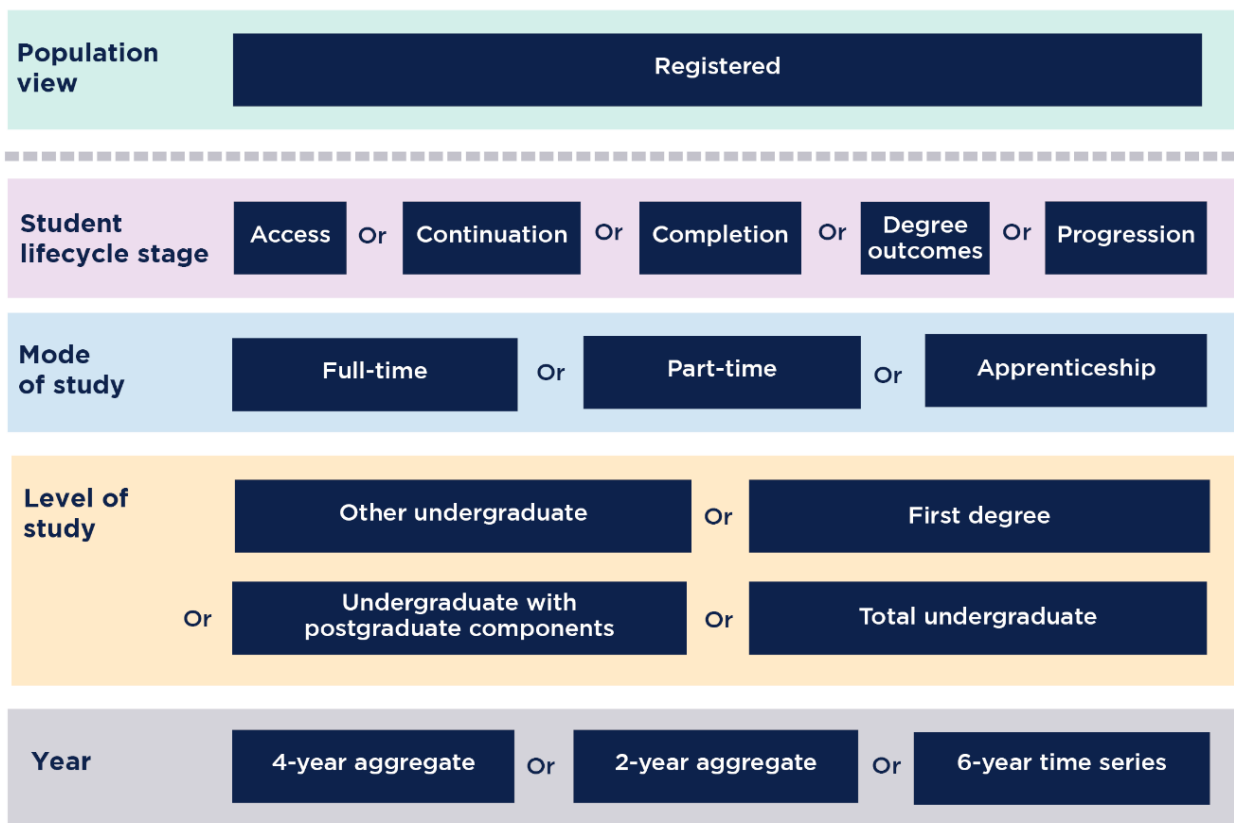 Population
view
Registered
Student
lifecycle stage
Access Or Continuation Or Completion Or Degree
outcomes Or Progression
Mode
of study
Full-time Or Part-time Or Apprenticeship
Level of
study
Other undergraduate Or First degree
Or Undergraduate with
postgraduate components Or Total undergraduate
Year
4-year aggregate Or 2-year aggregate Or 6-year time series